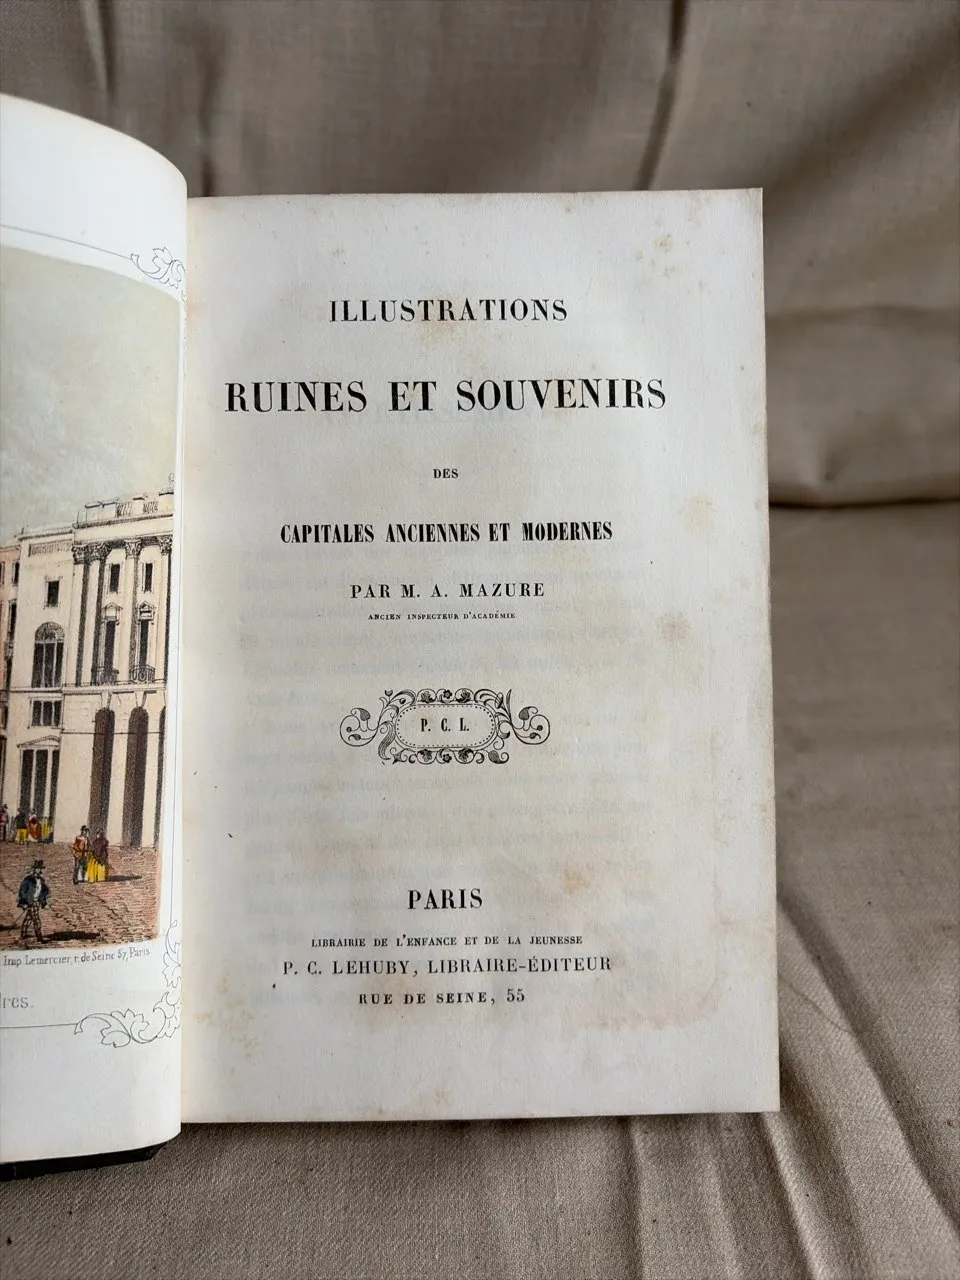 Imp. Lemercier, r. de Seine 57, Paris
ILLUSTRATIONS
RUINES ET SOUVENIRS
DES
CAPITALES ANCIENNES ET MODERNES
PAR M. A. MAZURE
ANCIEN INSPECTEUR D'ACADÉMIE
P. C. L.
PARIS
LIBRAIRIE DE L'ENFANCE ET DE LA JEUNESSE
P. C. LEHUBY, LIBRAIRE-ÉDITEUR
RUE DE SEINE, 55